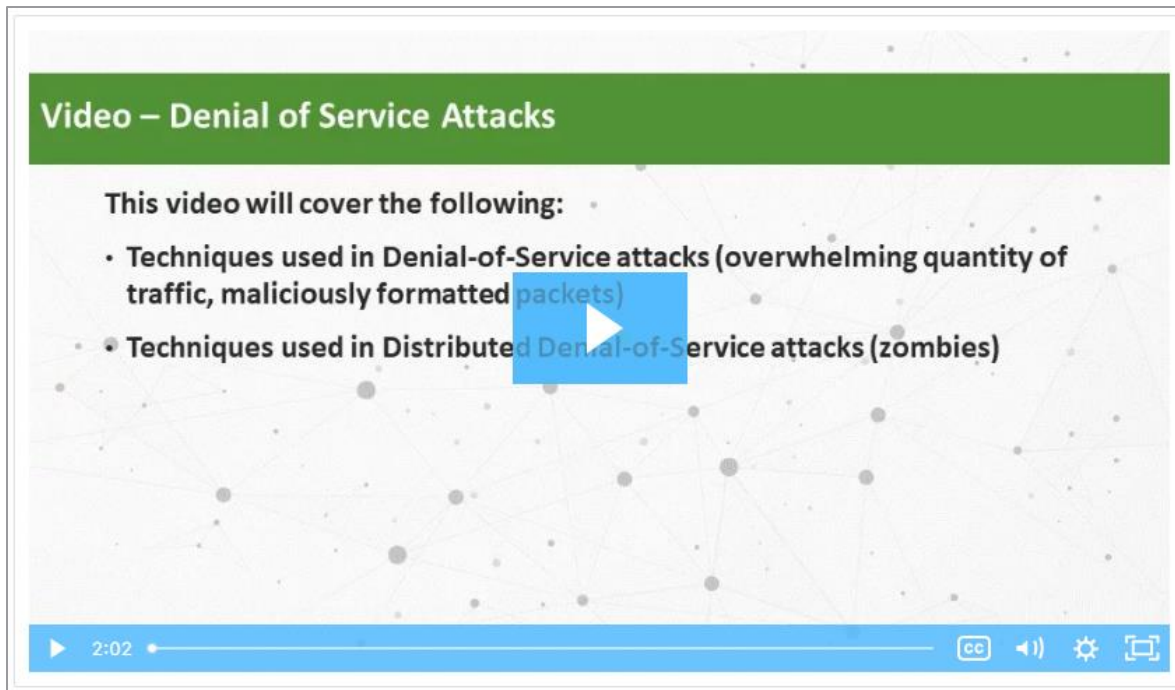 Video – Denial of Service Attacks
This video will cover the following:
• Techniques used in Denial-of-Service attacks (overwhelming quantity of
traffic, maliciously formatted packets)
• Techniques used in Distributed Denial-of-Service attacks (zombies)
2:02
CC